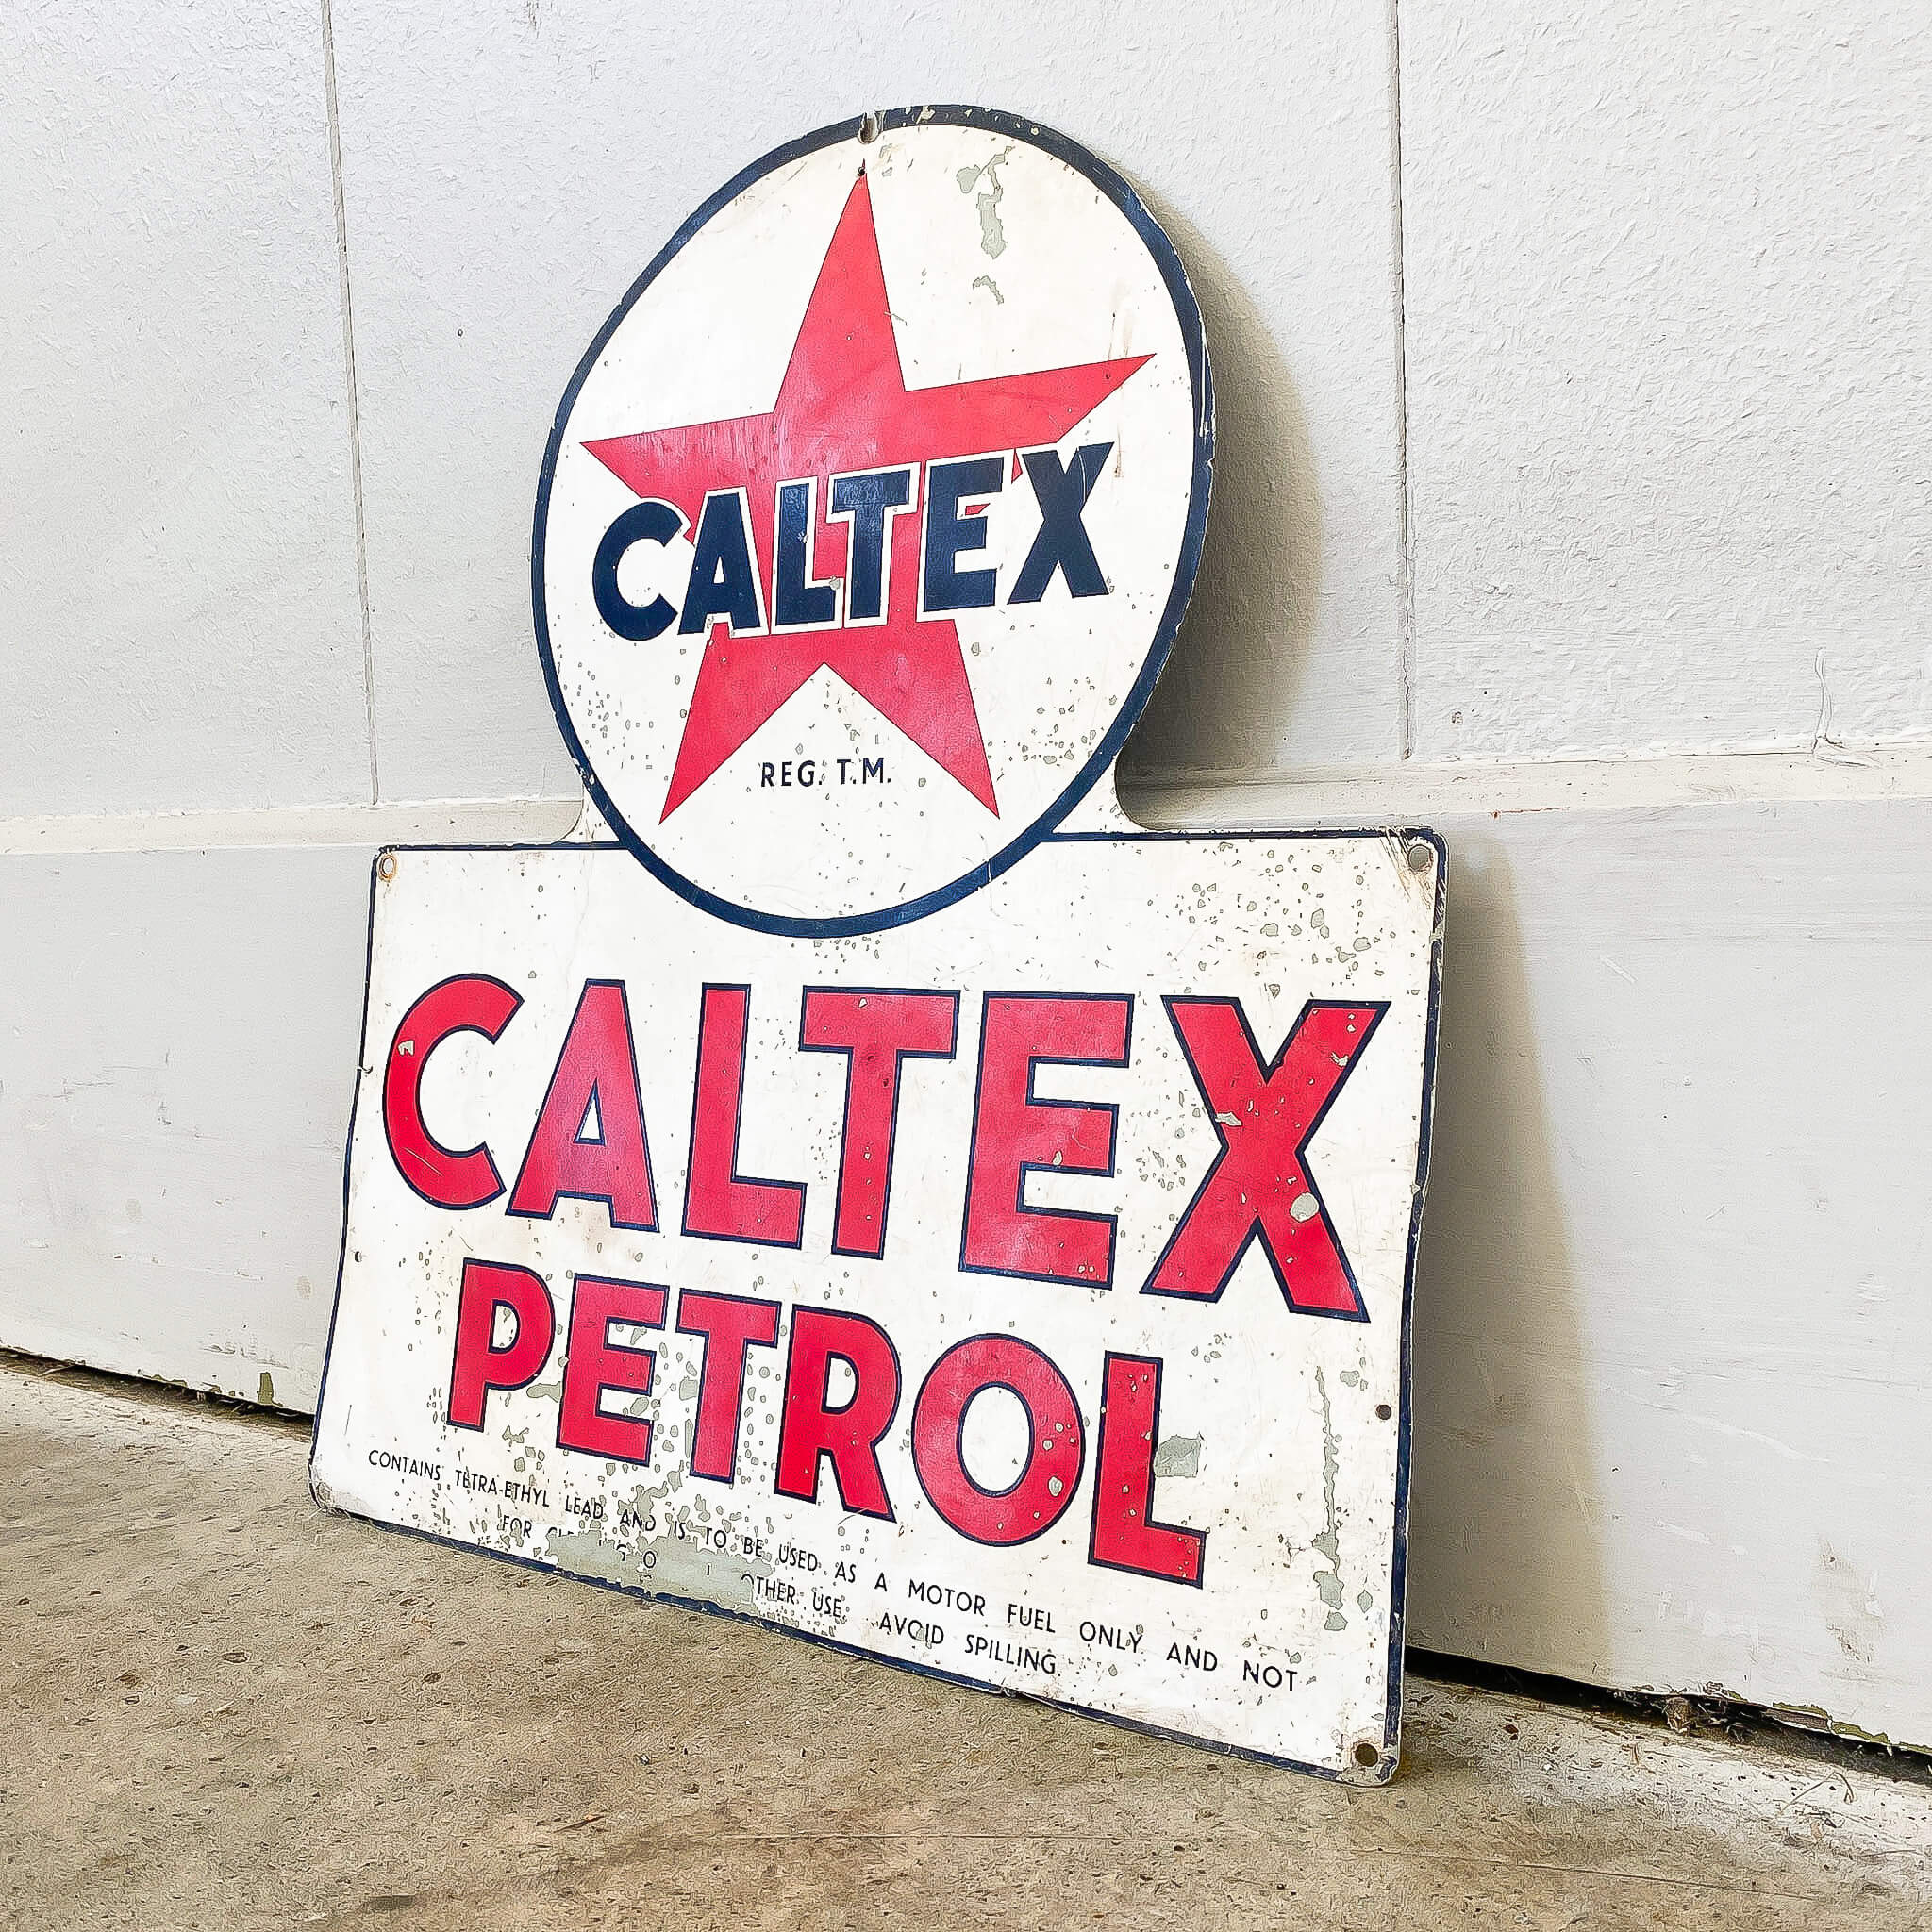 CALTEX
REG. T.M.
CALTEX
PETROL
CONTAINS TETRA-ETHYL LEAD AND IS TO BE USED AS A MOTOR FUEL ONLY AND NOT
FOR OTHER USE. AVOID SPILLING.